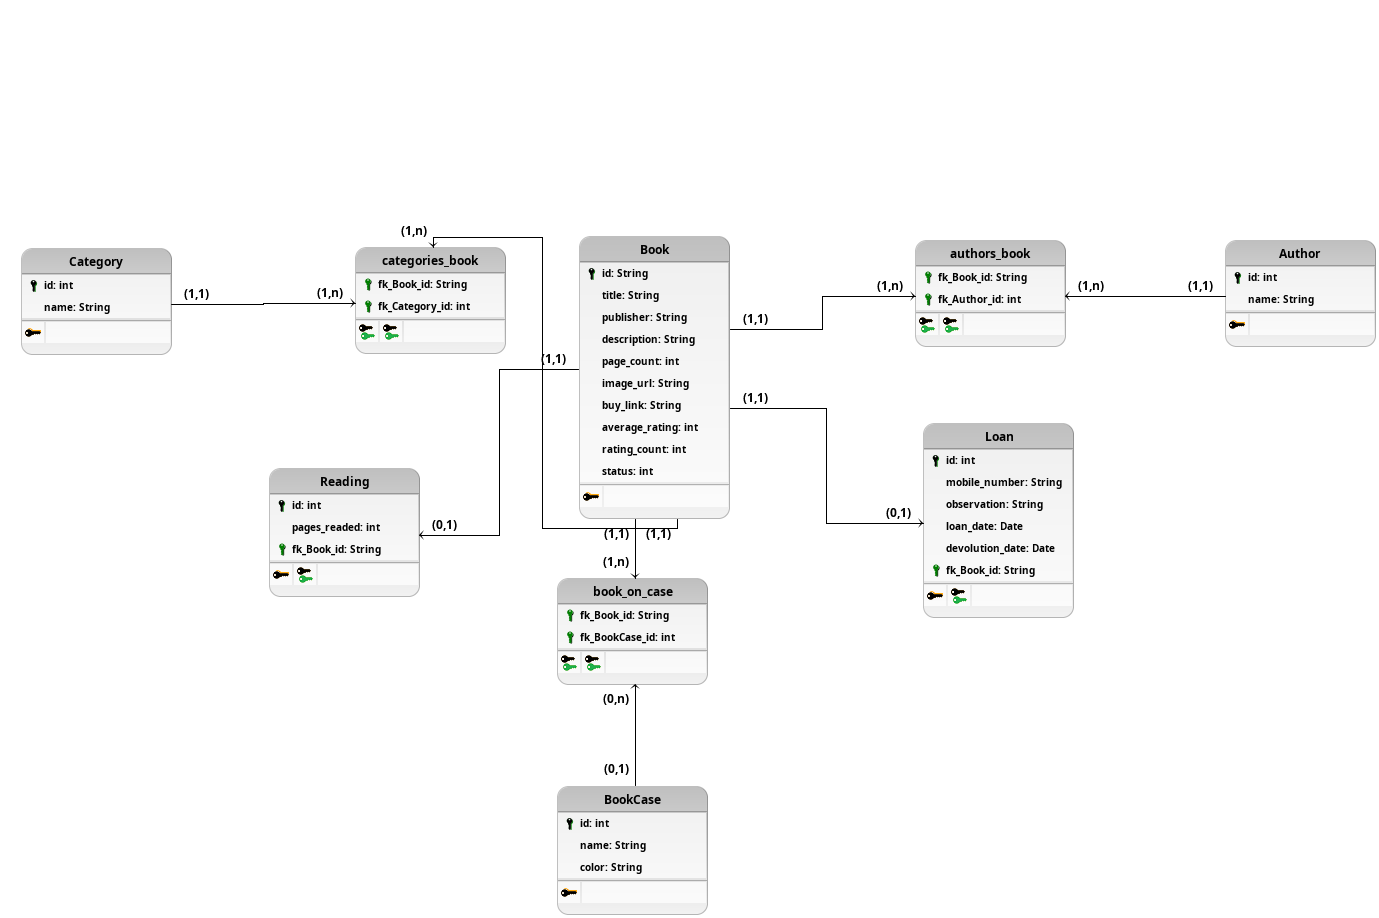 Category
id: int
name: String
(1,1)
(1,n)
(1,n)
categories_book
fk_Book_id: String
fk_Category_id: int
Book
id: String
title: String
publisher: String
description: String
page_count: int
image_url: String
buy_link: String
average_rating: int
rating_count: int
status: int
(1,1)
(1,1)
(1,1)
(1,n)
authors_book
fk_Book_id: String
fk_Author_id: int
(1,n)
(1,1)
Author
id: int
name: String
Reading
id: int
pages_readed: int
fk_Book_id: String
(0,1)
(0,1)
Loan
id: int
mobile_number: String
observation: String
loan_date: Date
devolution_date: Date
fk_Book_id: String
(1,1)
(1,1)
(1,n)
book_on_case
fk_Book_id: String
fk_BookCase_id: int
(0,n)
(0,1)
BookCase
id: int
name: String
color: String